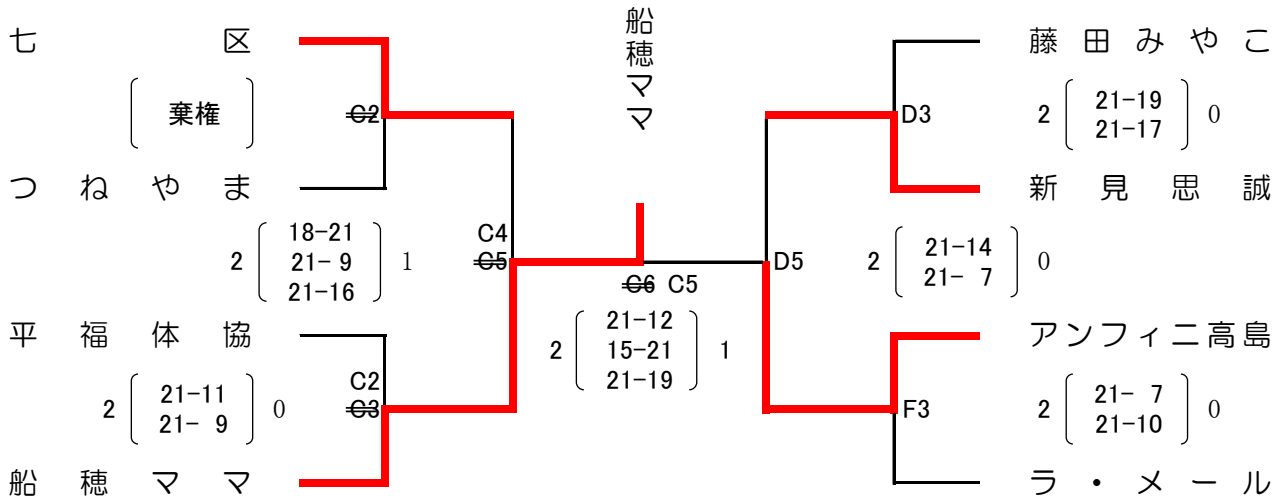 船穂ママ
七区
棄権
C2
つねやま
2 18-21 1
21- 9
21-16
C4
C5
平福体協
2 21-11 0
21- 9
C2
C3
船穂ママ
C6 C5
2 21-12 1
15-21
21-19
藤田みやこ
D3
2 21-19 0
21-17
新見思誠
D5
2 21-14 0
21- 7
アンフィニ高島
F3
2 21- 7 0
21-10
ラ・メール